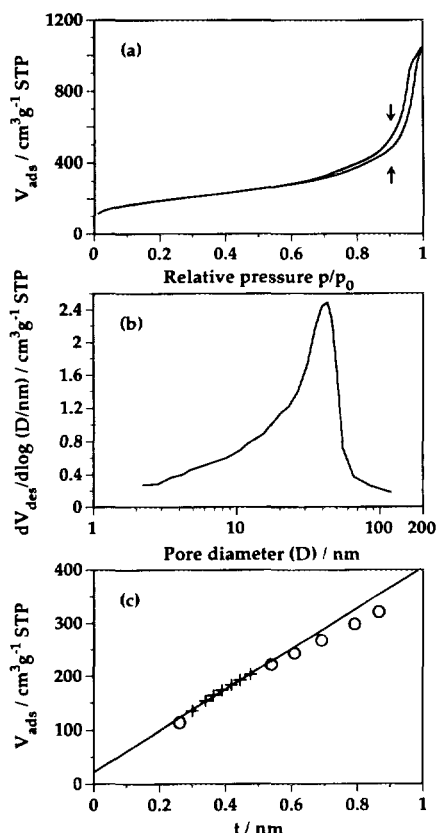 (a)
V_ads / cm³g⁻¹ STP
1200
800
400
0
0 0.2 0.4 0.6 0.8 1
Relative pressure p/p₀
(b)
dV_des/dlog (D/nm) / cm³g⁻¹ STP
2.4
1.8
1.2
0.4
0
1 10 100 200
Pore diameter (D) / nm
(c)
V_ads / cm³g⁻¹ STP
400
300
200
100
0
0 0.2 0.4 0.6 0.8 1
t / nm